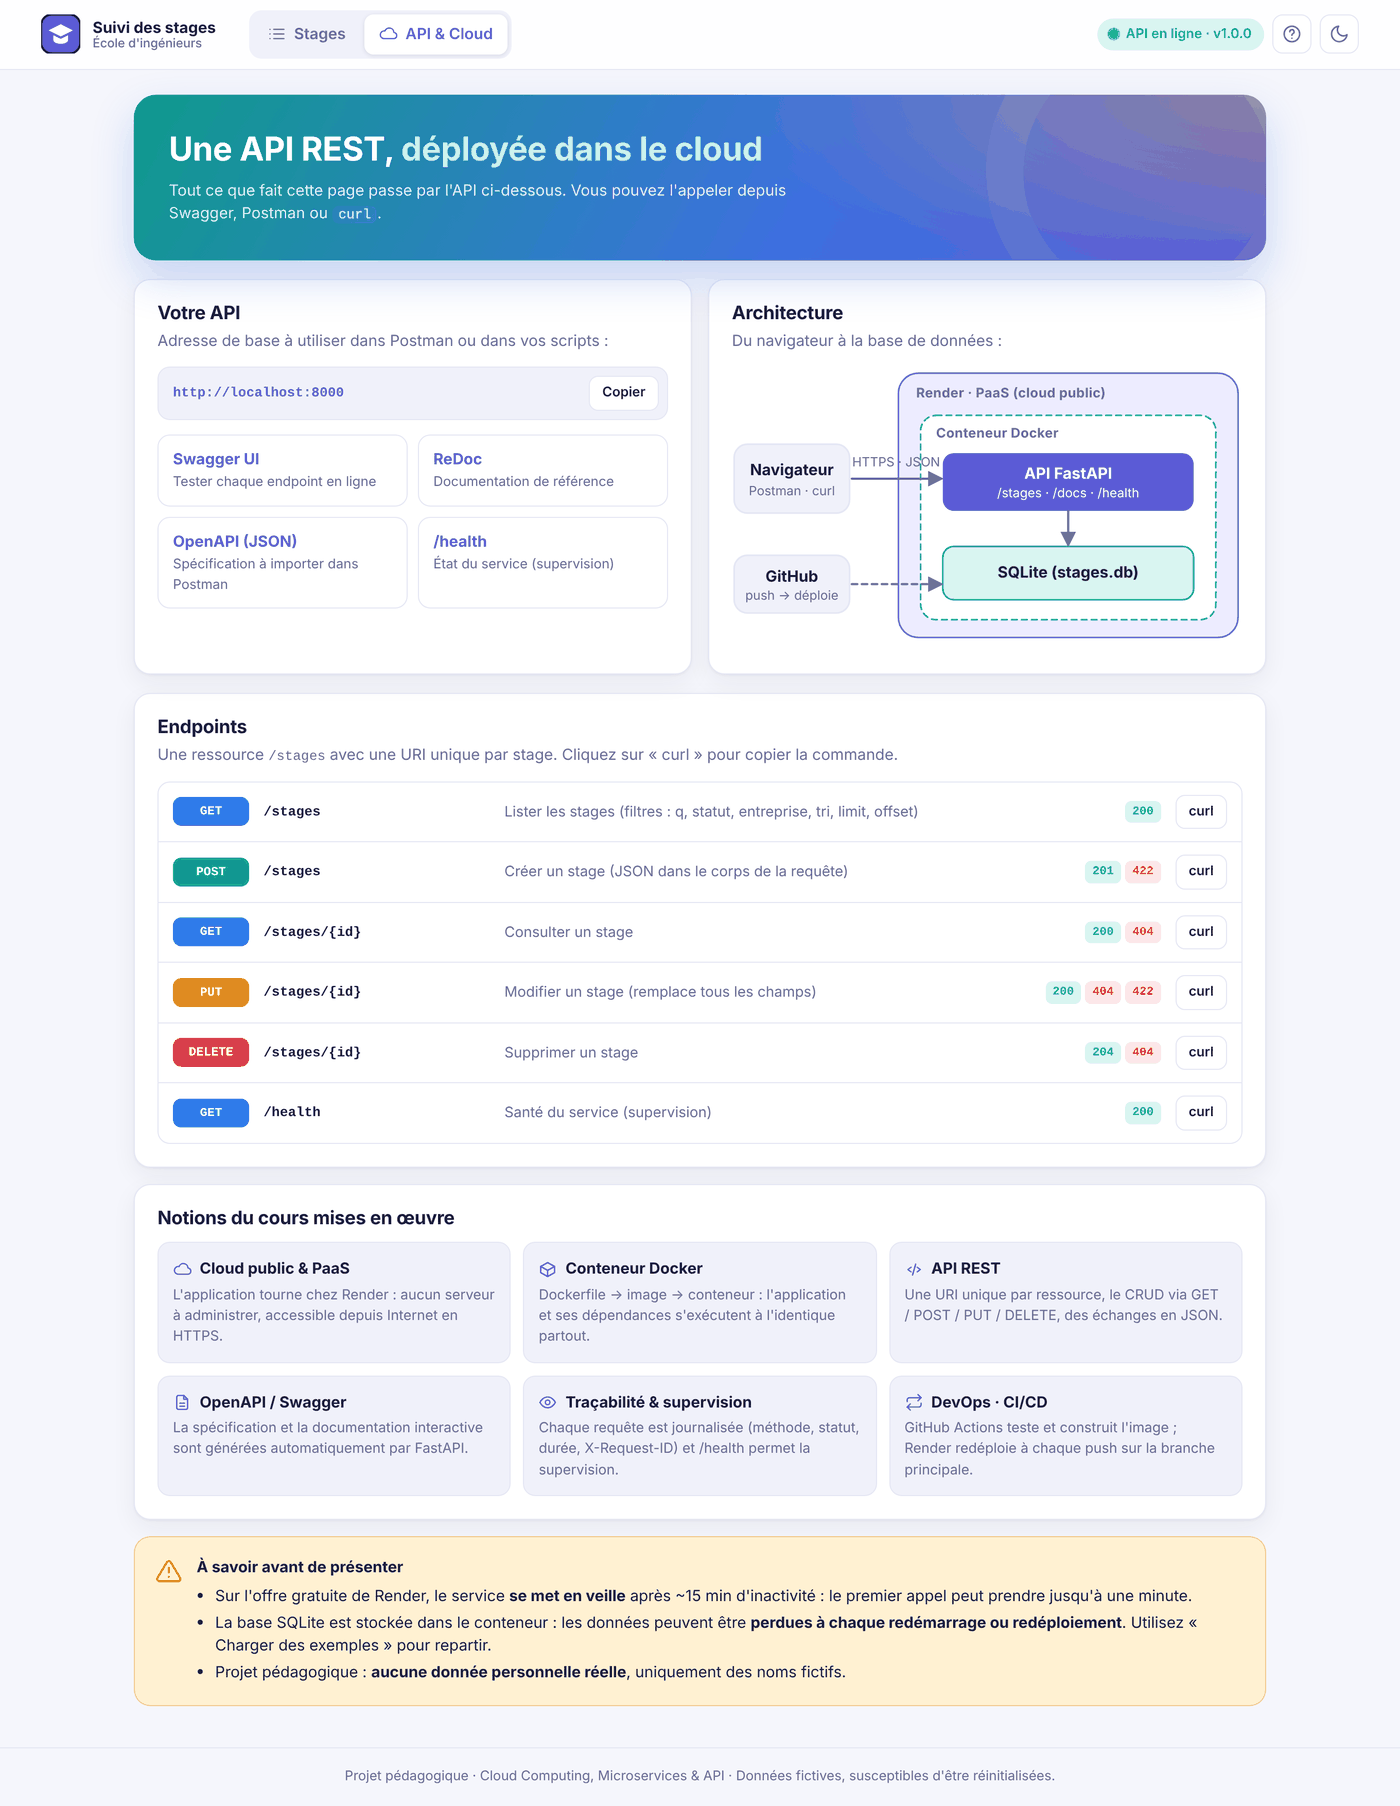 Suivi des stages
École d'ingénieurs
Stages
API & Cloud
API en ligne · v1.0.0
Une API REST, déployée dans le cloud
Tout ce que fait cette page passe par l'API ci-dessous. Vous pouvez l'appeler depuis
Swagger, Postman ou curl .
Votre API
Adresse de base à utiliser dans Postman ou dans vos scripts :
http://localhost:8000
Copier
Swagger UI
Tester chaque endpoint en ligne
ReDoc
Documentation de référence
OpenAPI (JSON)
Spécification à importer dans
Postman
/health
État du service (supervision)
Architecture
Du navigateur à la base de données :
Render · PaaS (cloud public)
Conteneur Docker
Navigateur
Postman · curl
HTTPS · JSON
API FastAPI
/stages · /docs · /health
GitHub
push → déploie
SQLite (stages.db)
Endpoints
Une ressource /stages avec une URI unique par stage. Cliquez sur « curl » pour copier la commande.
GET /stages Lister les stages (filtres : q, statut, entreprise, tri, limit, offset) 200 curl
POST /stages Créer un stage (JSON dans le corps de la requête) 201 422 curl
GET /stages/{id} Consulter un stage 200 404 curl
PUT /stages/{id} Modifier un stage (remplace tous les champs) 200 404 422 curl
DELETE /stages/{id} Supprimer un stage 204 404 curl
GET /health Santé du service (supervision) 200 curl
Notions du cours mises en œuvre
Cloud public & PaaS
L'application tourne chez Render : aucun serveur
à administrer, accessible depuis Internet en
HTTPS.
Conteneur Docker
Dockerfile → image → conteneur : l'application
et ses dépendances s'exécutent à l'identique
partout.
API REST
Une URI unique par ressource, le CRUD via GET
/ POST / PUT / DELETE, des échanges en JSON.
OpenAPI / Swagger
La spécification et la documentation interactive
sont générées automatiquement par FastAPI.
Traçabilité & supervision
Chaque requête est journalisée (méthode, statut,
durée, X-Request-ID) et /health permet la
supervision.
DevOps · CI/CD
GitHub Actions teste et construit l'image ;
Render redéploie à chaque push sur la branche
principale.
À savoir avant de présenter
• Sur l'offre gratuite de Render, le service se met en veille après ~15 min d'inactivité : le premier appel peut prendre jusqu'à une minute.
• La base SQLite est stockée dans le conteneur : les données peuvent être perdues à chaque redémarrage ou redéploiement. Utilisez «
Charger des exemples » pour repartir.
• Projet pédagogique : aucune donnée personnelle réelle, uniquement des noms fictifs.
Projet pédagogique · Cloud Computing, Microservices & API · Données fictives, susceptibles d'être réinitialisées.